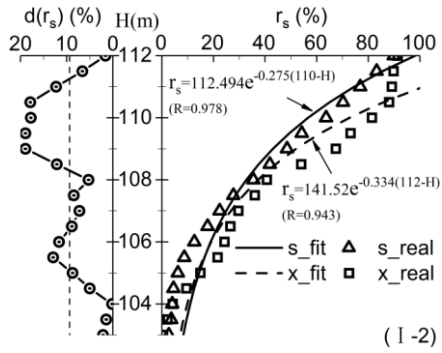 d(rₛ) (%) H(m) rₛ (%)
20 10 0 0 20 40 60 80 100
112
rₛ=112.494e^-0.275(110-H)
(R=0.978)
110
108
rₛ=141.52e^-0.334(112-H)
(R=0.943)
106
s_fit s_real
x_fit x_real
104
(Ⅰ-2)